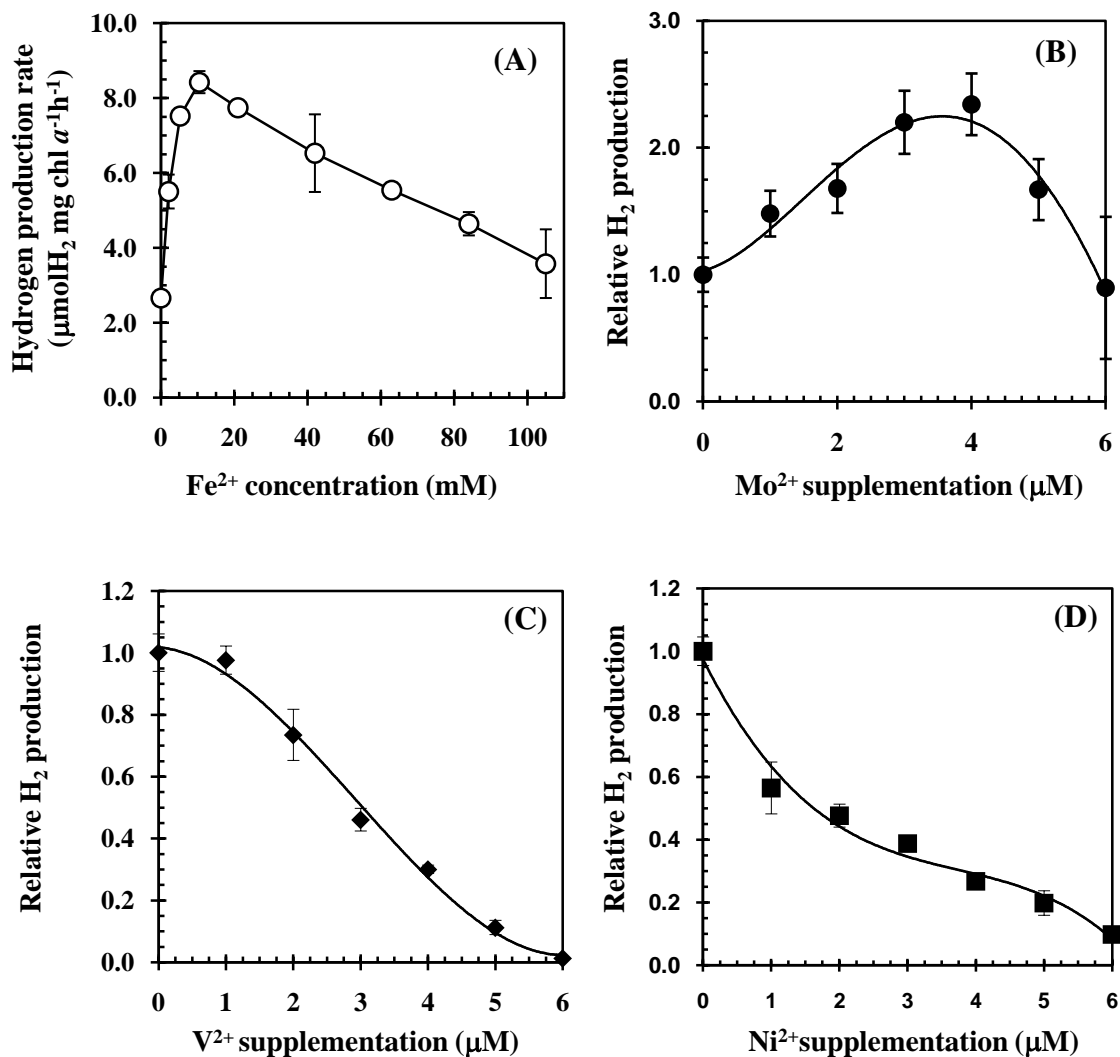 (A)
Hydrogen production rate
(μmolH₂ mg chl a⁻¹h⁻¹)
10.0
8.0
6.0
4.0
2.0
0.0
0 20 40 60 80 100
Fe²⁺ concentration (mM)
(B)
Relative H₂ production
3.0
2.0
1.0
0.0
0 2 4 6
Mo²⁺ supplementation (μM)
(C)
Relative H₂ production
1.2
1.0
0.8
0.6
0.4
0.2
0.0
0 1 2 3 4 5 6
V²⁺ supplementation (μM)
(D)
Relative H₂ production
1.2
1.0
0.8
0.6
0.4
0.2
0.0
0 1 2 3 4 5 6
Ni²⁺supplementation (μM)